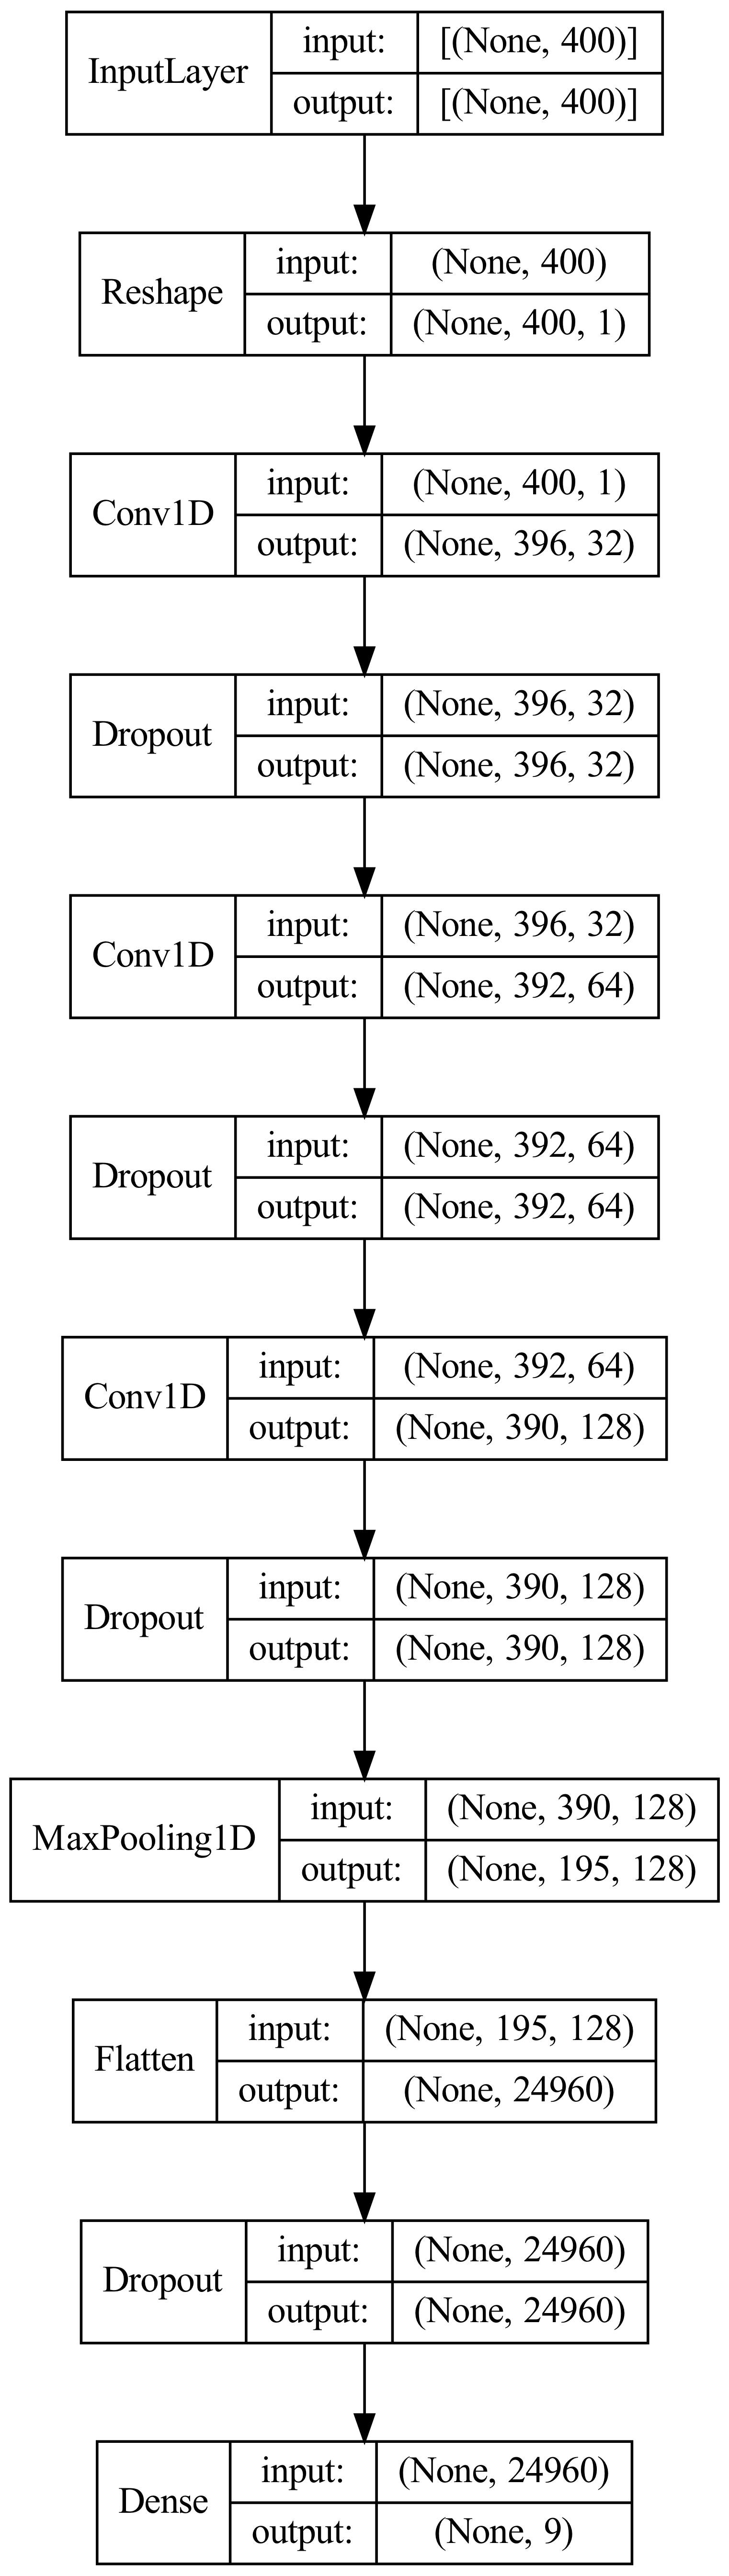 InputLayer
input: [(None, 400)]
output: [(None, 400)]
Reshape
input: (None, 400)
output: (None, 400, 1)
Conv1D
input: (None, 400, 1)
output: (None, 396, 32)
Dropout
input: (None, 396, 32)
output: (None, 396, 32)
Conv1D
input: (None, 396, 32)
output: (None, 392, 64)
Dropout
input: (None, 392, 64)
output: (None, 392, 64)
Conv1D
input: (None, 392, 64)
output: (None, 390, 128)
Dropout
input: (None, 390, 128)
output: (None, 390, 128)
MaxPooling1D
input: (None, 390, 128)
output: (None, 195, 128)
Flatten
input: (None, 195, 128)
output: (None, 24960)
Dropout
input: (None, 24960)
output: (None, 24960)
Dense
input: (None, 24960)
output: (None, 9)